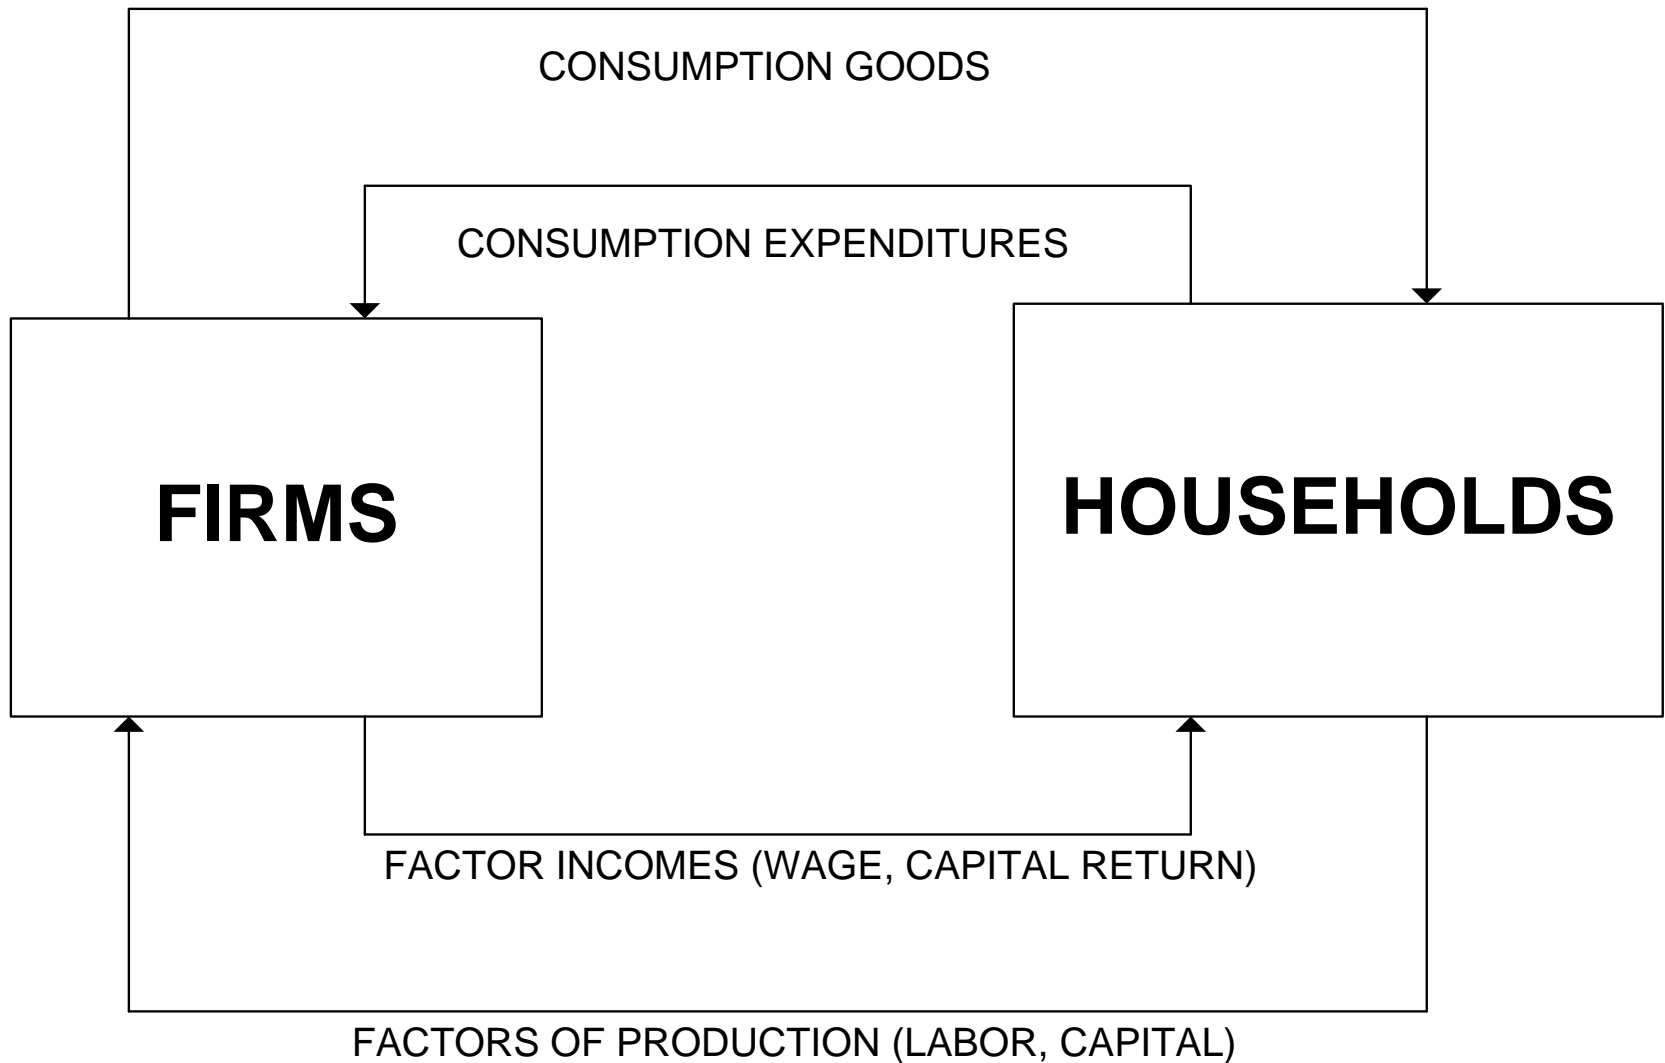 CONSUMPTION GOODS
CONSUMPTION EXPENDITURES
FIRMS
HOUSEHOLDS
FACTOR INCOMES (WAGE, CAPITAL RETURN)
FACTORS OF PRODUCTION (LABOR, CAPITAL)